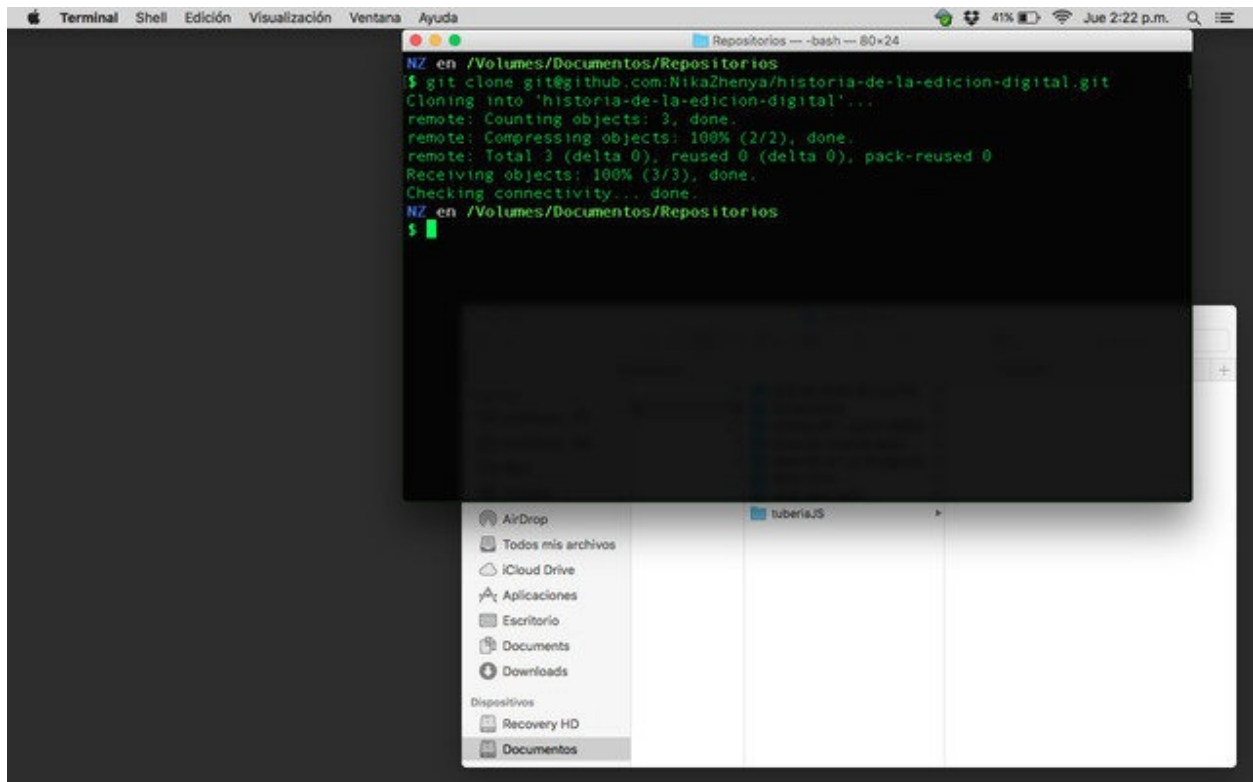 Terminal Shell Edición Visualización Ventana Ayuda 41% Jue 2:22 p.m.
Repositorios — -bash — 80×24
NZ en /Volumes/Documentos/Repositorios
[$ git clone git@github.com:NikaZhenya/historia-de-la-edicion-digital.git ]
Cloning into 'historia-de-la-edicion-digital'...
remote: Counting objects: 3, done.
remote: Compressing objects: 100% (2/2), done.
remote: Total 3 (delta 0), reused 0 (delta 0), pack-reused 0
Receiving objects: 100% (3/3), done.
Checking connectivity... done.
NZ en /Volumes/Documentos/Repositorios
$
tuberiaJS
AirDrop
Todos mis archivos
iCloud Drive
Aplicaciones
Escritorio
Documents
Downloads
Dispositivos
Recovery HD
Documentos